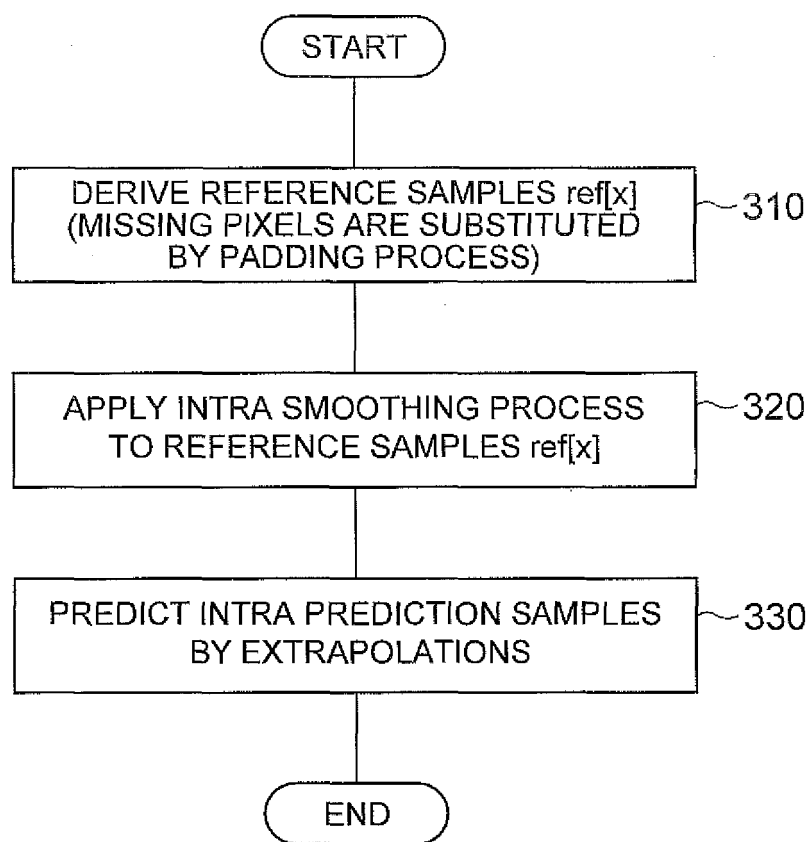 START
DERIVE REFERENCE SAMPLES ref[x]
(MISSING PIXELS ARE SUBSTITUTED
BY PADDING PROCESS)
310
APPLY INTRA SMOOTHING PROCESS
TO REFERENCE SAMPLES ref[x]
320
PREDICT INTRA PREDICTION SAMPLES
BY EXTRAPOLATIONS
330
END